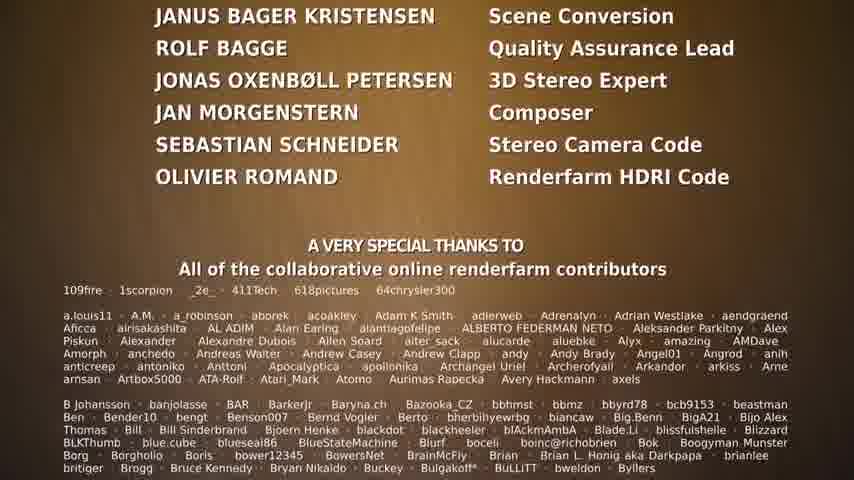 JANUS BAGER KRISTENSEN Scene Conversion
ROLF BAGGE Quality Assurance Lead
JONAS OXENBØLL PETERSEN 3D Stereo Expert
JAN MORGENSTERN Composer
SEBASTIAN SCHNEIDER Stereo Camera Code
OLIVIER ROMAND Renderfarm HDRI Code
A VERY SPECIAL THANKS TO
All of the collaborative online renderfarm contributors
109fire · 1scorpion · _2e_ · 411Tech · 618pictures · 64chrysler300
a.louis11 · A.M. · a_robinson · aborek · acoakley · Adam K Smith · adlerweb · Adrenalyn · Adrian Westlake · aendgraend
Aficca · airisakashita · AL ADIM · Alan Earing · alantiagofelipe · ALBERTO FEDERMAN NETO · Aleksander Parkitny · Alex
Piskun · Alexander · Alexandre Dubois · Allen Soard · alter_sack · alucarde · aluebke · Alyx · amazing · AMDave
Amorph · anchedo · Andreas Walter · Andrew Casey · Andrew Clapp · andy · Andy Brady · Angel01 · Angrod · anih
anticreep · antoniko · Anttoni · Apocalyptica · apollonika · Archangel Uriel · Archerofyail · Arkandor · arkiss · Arne
arnsan · Artbox5000 · ATA-Rolf · Atari_Mark · Atomo · Aurimas Rapecka · Avery Hackmann · axels
B Johansson · banjolasse · BAR · BarkerJr · Baryna.ch · Bazooka_CZ · bbhmst · bbmz · bbyrd78 · bcb9153 · beastman
Ben · Bender10 · bengt · Benson007 · Bernd Vogler · Berto · bherbihyewrbg · biancaw · Big.Benn · BigA21 · Bijo Alex
Thomas · Bill · Bill Sinderbrand · Bjoern Henke · blackdot · blackheeler · blAckmAmbA · Blade.Li · blissfulshelle · Blizzard
BLKThumb · blue.cube · blueseal86 · BlueStateMachine · Blurf · boceli · boinc@richobrien · Bok · Boogyman Munster
Borg · Borgholio · Boris · bower12345 · BowersNet · BrainMcFly · Brian · Brian L. Honig aka Darkpapa · brianlee
britiger · Brogg · Bruce Kennedy · Bryan Nikaido · Buckey · Bulgakoff* · BuLLiTT · bweldon · Byllers